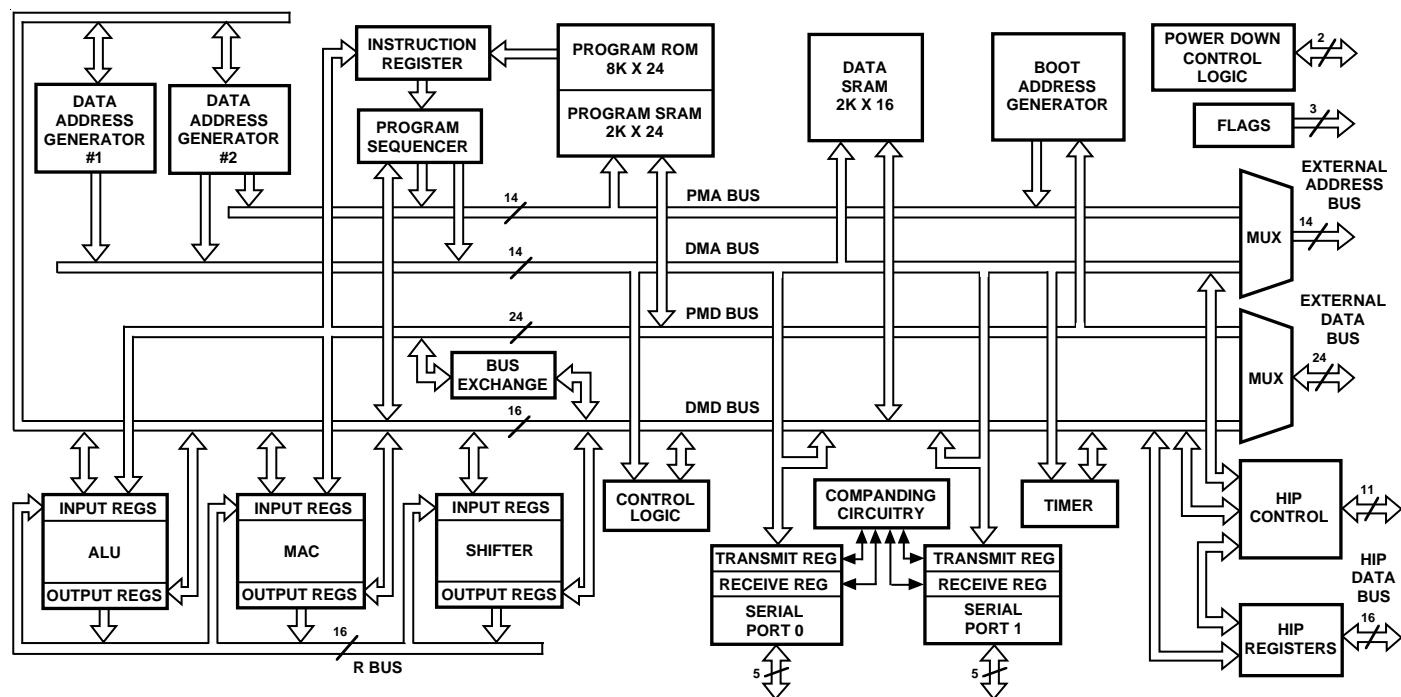 INSTRUCTION
REGISTER
PROGRAM ROM
8K X 24
PROGRAM SRAM
2K X 24
DATA
SRAM
2K X 16
BOOT
ADDRESS
GENERATOR
POWER DOWN
CONTROL
LOGIC
2
FLAGS
3
DATA
ADDRESS
GENERATOR
#1
DATA
ADDRESS
GENERATOR
#2
PROGRAM
SEQUENCER
EXTERNAL
ADDRESS
BUS
14
PMA BUS
MUX
14
14
DMA BUS
EXTERNAL
DATA
BUS
24
PMD BUS
BUS
EXCHANGE
MUX
24
16
DMD BUS
INPUT REGS
ALU
OUTPUT REGS
INPUT REGS
MAC
OUTPUT REGS
INPUT REGS
SHIFTER
OUTPUT REGS
CONTROL
LOGIC
COMPANDING
CIRCUITRY
TIMER
HIP
CONTROL
11
TRANSMIT REG
RECEIVE REG
SERIAL
PORT 0
5
TRANSMIT REG
RECEIVE REG
SERIAL
PORT 1
5
HIP
DATA
BUS
HIP
REGISTERS
16
16
R BUS